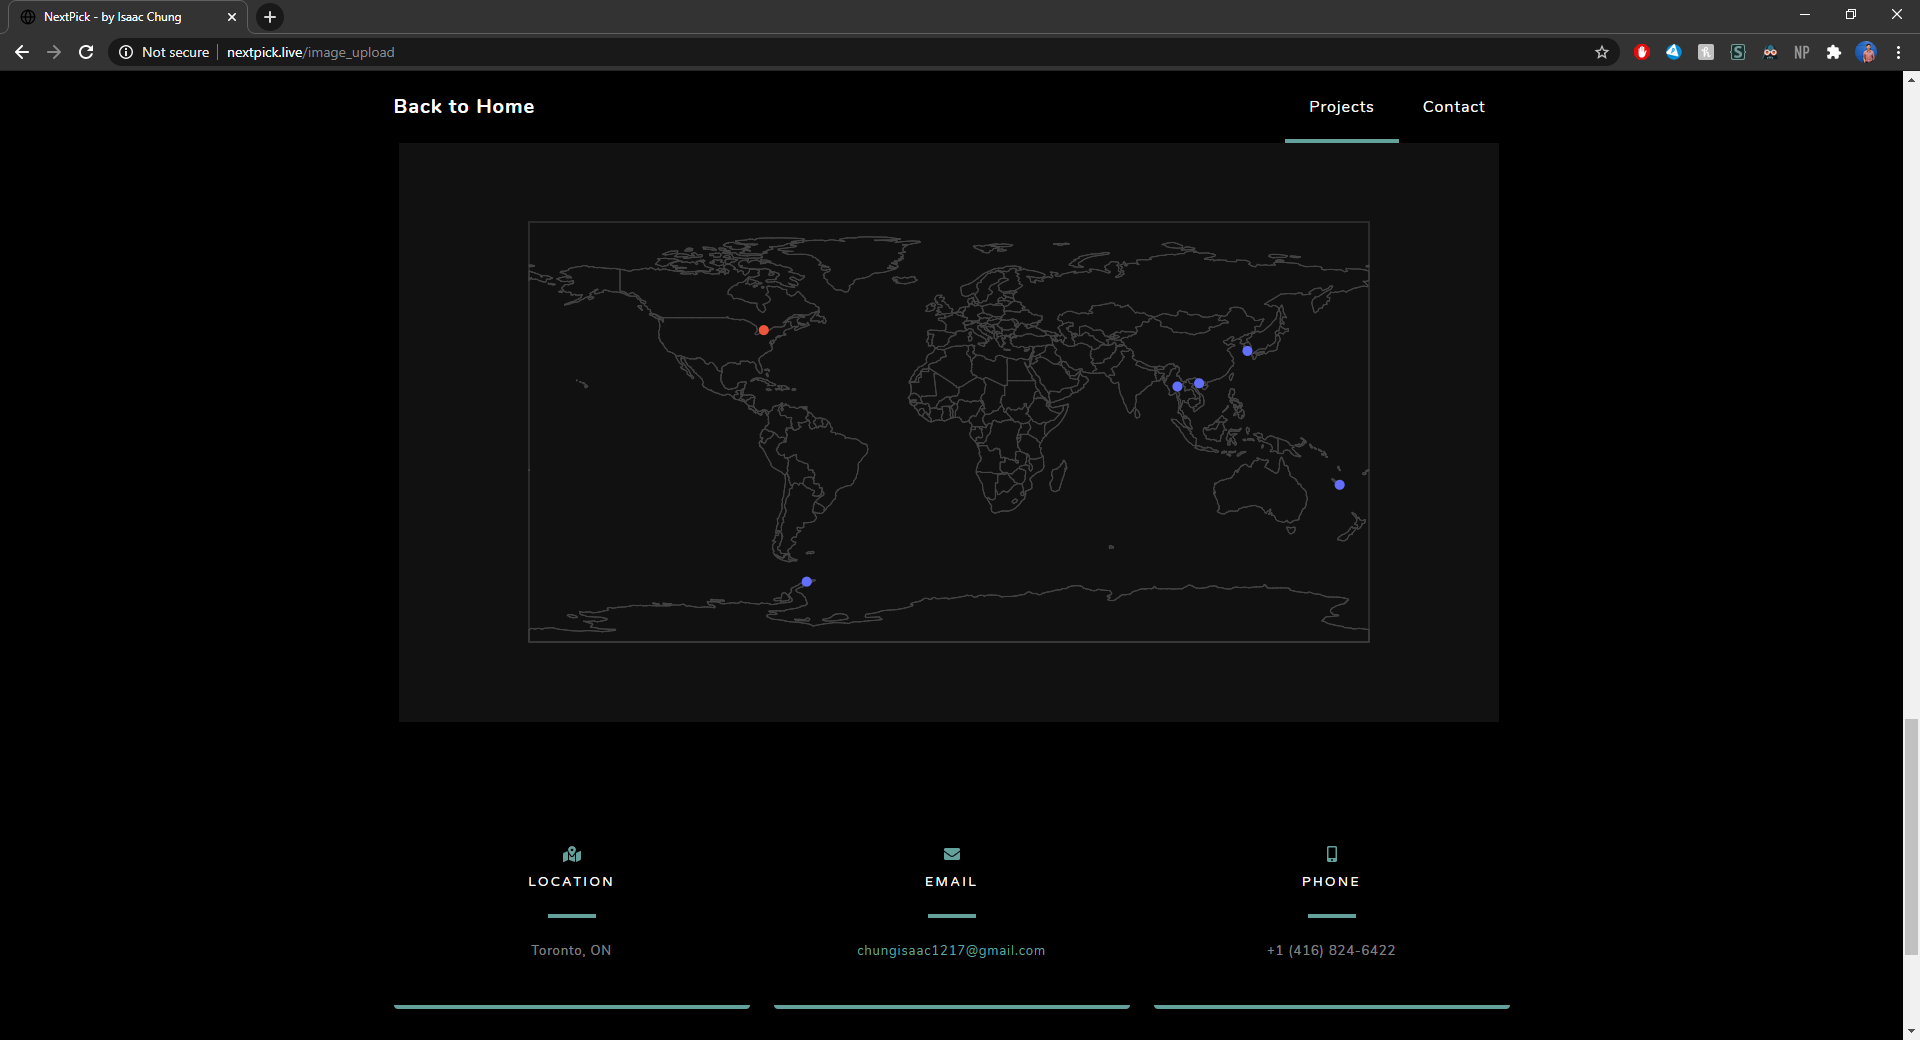 NextPick - by Isaac Chung
Not secure
nextpick.live/image_upload
NP
Back to Home
Projects
Contact
LOCATION
EMAIL
PHONE
Toronto, ON
chungisaac1217@gmail.com
+1 (416) 824-6422